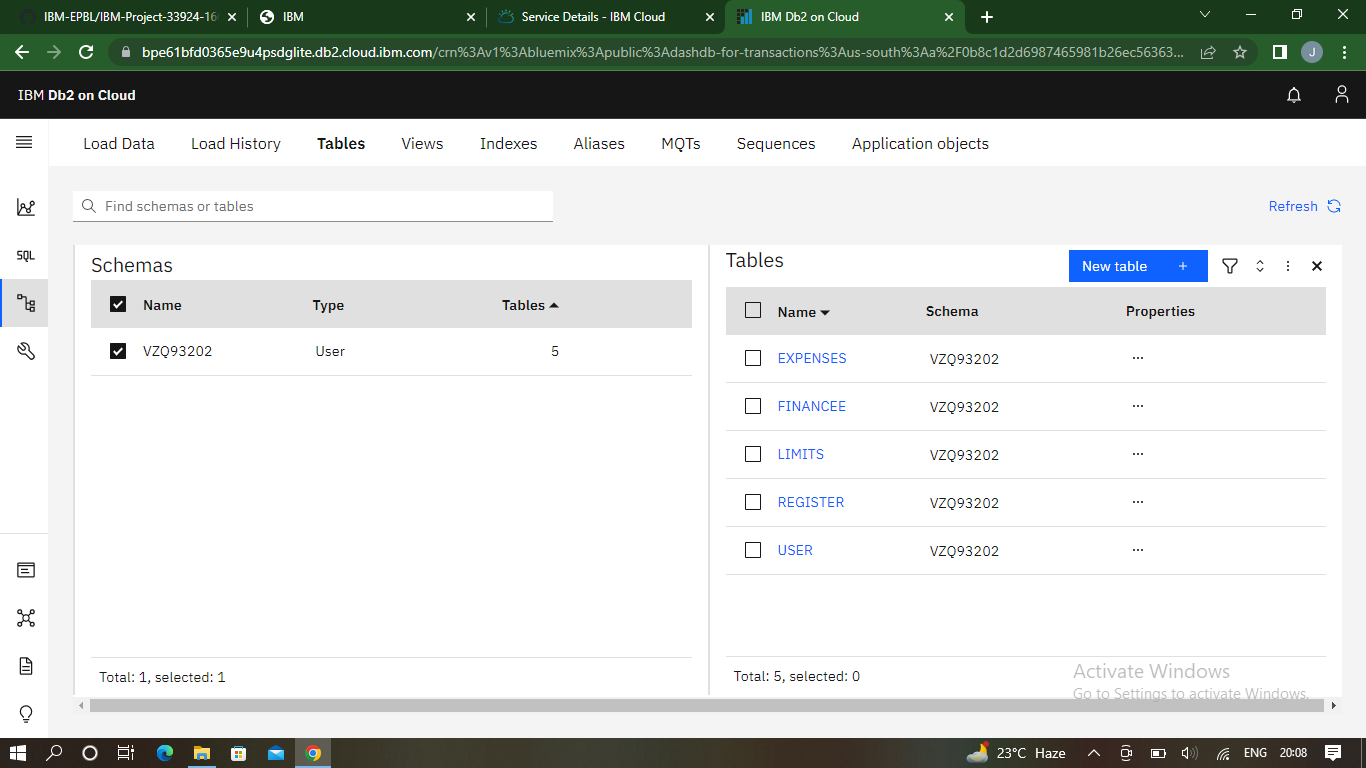 IBM-EPBL/IBM-Project-33924-16
IBM
Service Details - IBM Cloud
IBM Db2 on Cloud
bpe61bfd0365e9u4psdglite.db2.cloud.ibm.com/crn%3Av1%3Abluemix%3Apublic%3Adashdb-for-transactions%3Aus-south%3Aa%2F0b8c1d2d6987465981b26ec56363...
J
IBM Db2 on Cloud
Load Data
Load History
Tables
Views
Indexes
Aliases
MQTs
Sequences
Application objects
SQL
Find schemas or tables
Refresh
Schemas
Name Type Tables
VZQ93202 User 5
Total: 1, selected: 1
Tables
New table +
Name Schema Properties
EXPENSES VZQ93202 ...
FINANCEE VZQ93202 ...
LIMITS VZQ93202 ...
REGISTER VZQ93202 ...
USER VZQ93202 ...
Total: 5, selected: 0
Activate Windows
Go to Settings to activate Windows.
23°C Haze
ENG
20:08